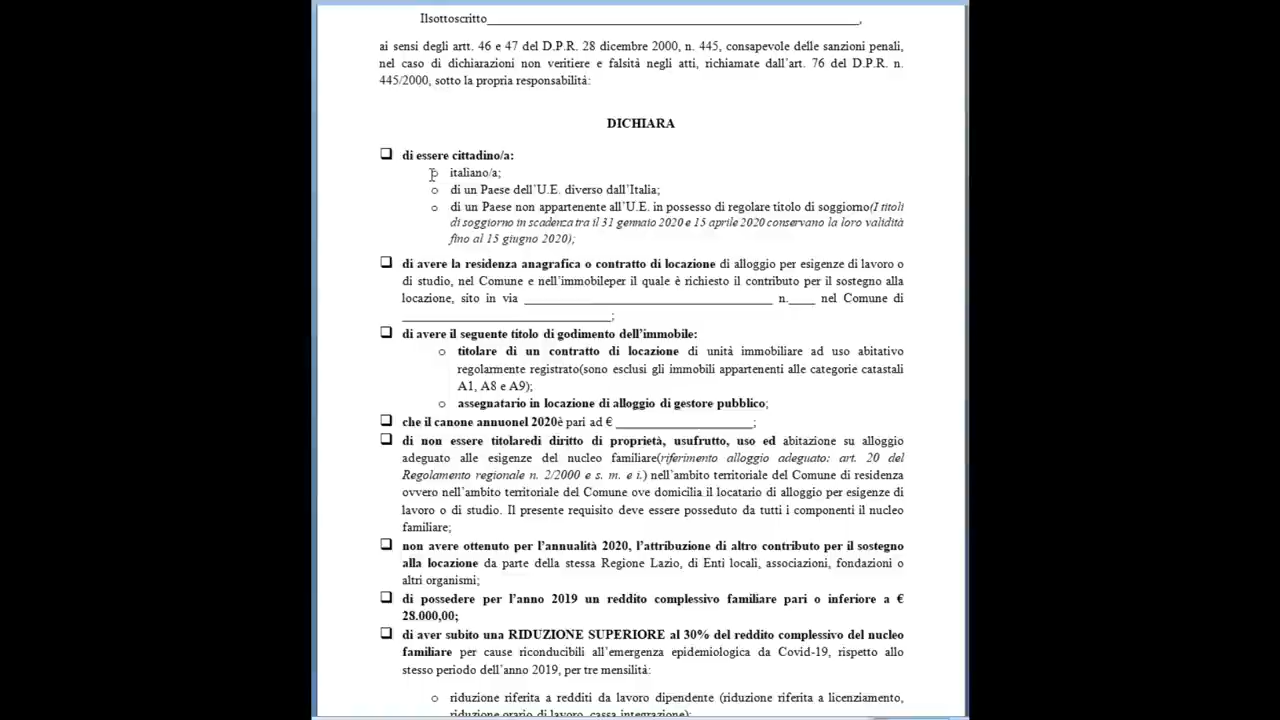 Ilsottoscritto_______________________________________________________,
ai sensi degli artt. 46 e 47 del D.P.R. 28 dicembre 2000, n. 445, consapevole delle sanzioni penali,
nel caso di dichiarazioni non veritiere e falsità negli atti, richiamate dall'art. 76 del D.P.R. n.
445/2000, sotto la propria responsabilità:
DICHIARA
❑ di essere cittadino/a:
o italiano/a;
o di un Paese dell'U.E. diverso dall'Italia;
o di un Paese non appartenente all'U.E. in possesso di regolare titolo di soggiorno(I titoli
di soggiorno in scadenza tra il 31 gennaio 2020 e 15 aprile 2020 conservano la loro validità
fino al 15 giugno 2020);
❑ di avere la residenza anagrafica o contratto di locazione di alloggio per esigenze di lavoro o
di studio, nel Comune e nell'immobileper il quale è richiesto il contributo per il sostegno alla
locazione, sito in via ______________________________________ n.____ nel Comune di
________________________________;
❑ di avere il seguente titolo di godimento dell'immobile:
o titolare di un contratto di locazione di unità immobiliare ad uso abitativo
regolarmente registrato(sono esclusi gli immobili appartenenti alle categorie catastali
A1, A8 e A9);
o assegnatario in locazione di alloggio di gestore pubblico;
❑ che il canone annuonel 2020è pari ad € _____________________;
❑ di non essere titolaredi diritto di proprietà, usufrutto, uso ed abitazione su alloggio
adeguato alle esigenze del nucleo familiare(riferimento alloggio adeguato: art. 20 del
Regolamento regionale n. 2/2000 e s. m. e i.) nell'ambito territoriale del Comune di residenza
ovvero nell'ambito territoriale del Comune ove domicilia il locatario di alloggio per esigenze di
lavoro o di studio. Il presente requisito deve essere posseduto da tutti i componenti il nucleo
familiare;
❑ non avere ottenuto per l'annualità 2020, l'attribuzione di altro contributo per il sostegno
alla locazione da parte della stessa Regione Lazio, di Enti locali, associazioni, fondazioni o
altri organismi;
❑ di possedere per l'anno 2019 un reddito complessivo familiare pari o inferiore a €
28.000,00;
❑ di aver subito una RIDUZIONE SUPERIORE al 30% del reddito complessivo del nucleo
familiare per cause riconducibili all'emergenza epidemiologica da Covid-19, rispetto allo
stesso periodo dell'anno 2019, per tre mensilità:
o riduzione riferita a redditi da lavoro dipendente (riduzione riferita a licenziamento,
riduzione orario di lavoro, cassa integrazione);